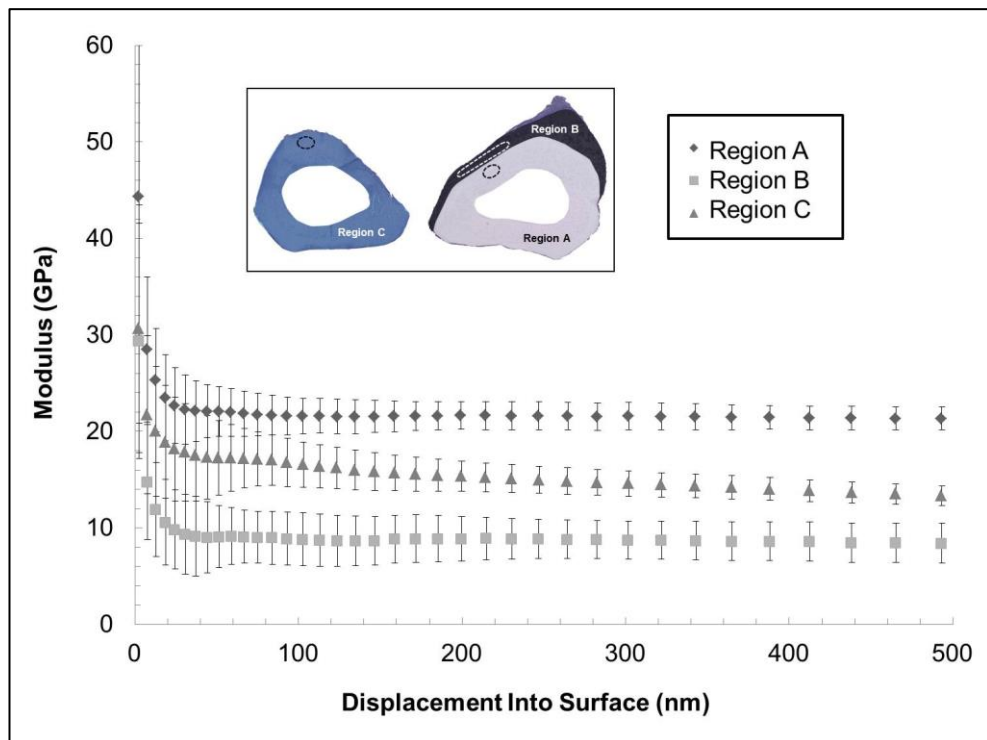 60
50
40
30
20
10
0
Modulus (GPa)
Region C
Region B
Region A
Region A
Region B
Region C
0 100 200 300 400 500
Displacement Into Surface (nm)